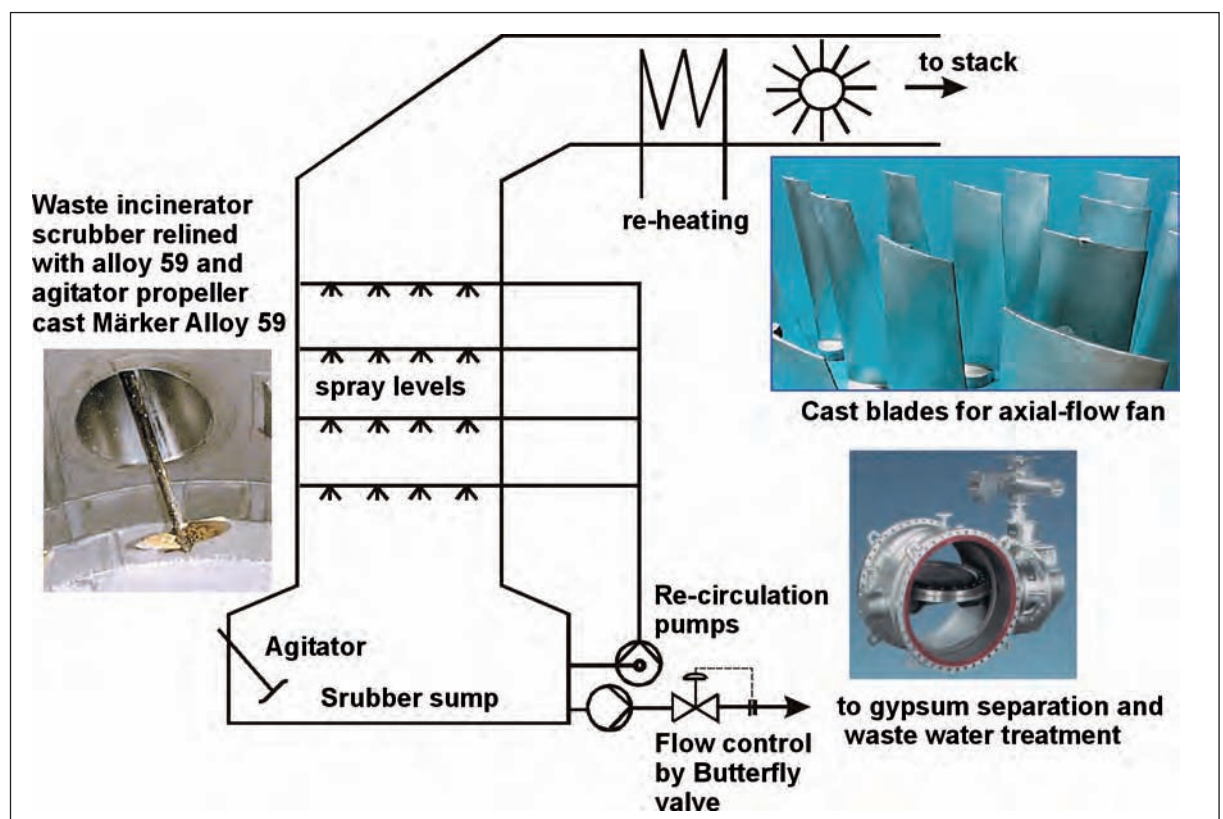 to stack
re-heating
Waste incinerator
scrubber relined
with alloy 59 and
agitator propeller
cast Märker Alloy 59
spray levels
Cast blades for axial-flow fan
Re-circulation
pumps
Agitator
Srubber sump
to gypsum separation and
waste water treatment
Flow control
by Butterfly
valve